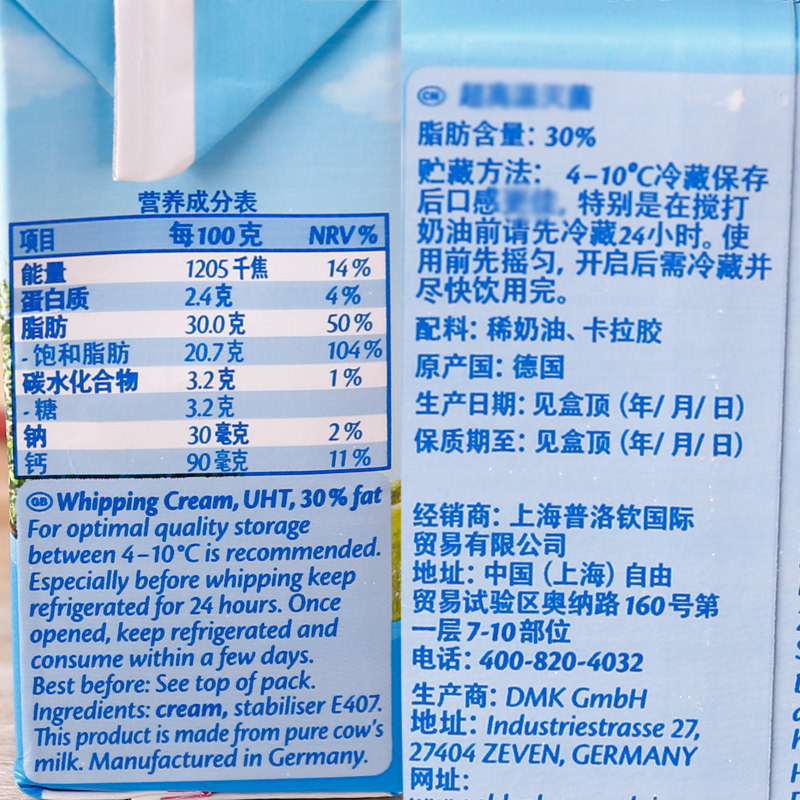 营养成分表
项目 每100克 NRV%
能量 1205千焦 14%
蛋白质 2.4克 4%
脂肪 30.0克 50%
-饱和脂肪 20.7克 104%
碳水化合物 3.2克 1%
-糖 3.2克
钠 30毫克 2%
钙 90毫克 11%
GB Whipping Cream, UHT, 30% fat
For optimal quality storage
between 4-10°C is recommended.
Especially before whipping keep
refrigerated for 24 hours. Once
opened, keep refrigerated and
consume within a few days.
Best before: See top of pack.
Ingredients: cream, stabiliser E407.
This product is made from pure cow's
milk. Manufactured in Germany.
CN
脂肪含量: 30%
贮藏方法: 4-10°C冷藏保存
后口感 特别是在搅打
奶油前请先冷藏24小时。使
用前先摇匀, 开启后需冷藏并
尽快饮用完。
配料: 稀奶油、卡拉胶
原产国: 德国
生产日期: 见盒顶 (年/月/日)
保质期至: 见盒顶 (年/月/日)
经销商: 上海普洛钦国际
贸易有限公司
地址: 中国 (上海) 自由
贸易试验区奥纳路160号第
一层7-10部位
电话: 400-820-4032
生产商: DMK GmbH
地址: Industriestrasse 27,
27404 ZEVEN, GERMANY
网址: